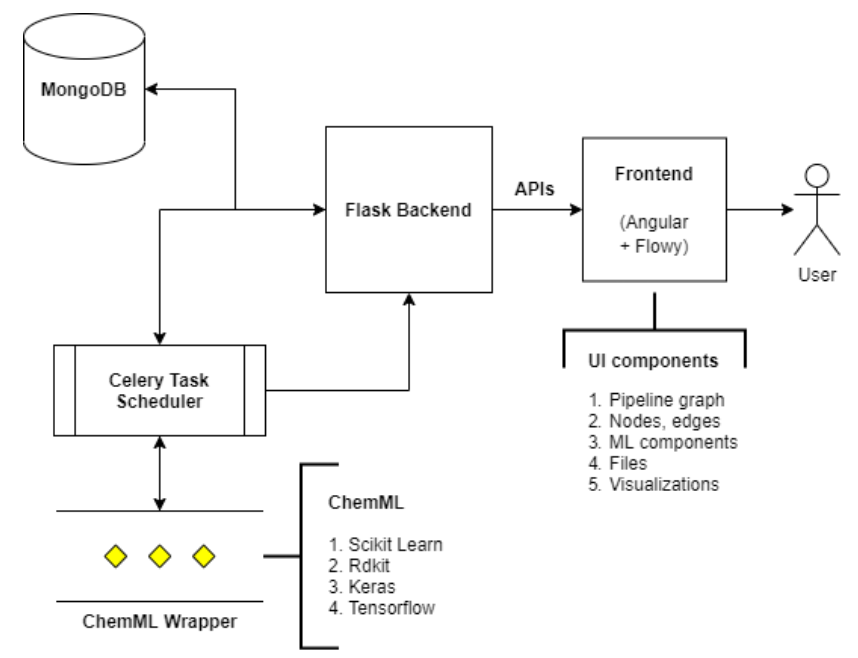 MongoDB
Flask Backend
APIs
Frontend
(Angular
+ Flowy)
User
Celery Task
Scheduler
UI components
1. Pipeline graph
2. Nodes, edges
3. ML components
4. Files
5. Visualizations
ChemML
1. Scikit Learn
2. Rdkit
3. Keras
4. Tensorflow
ChemML Wrapper